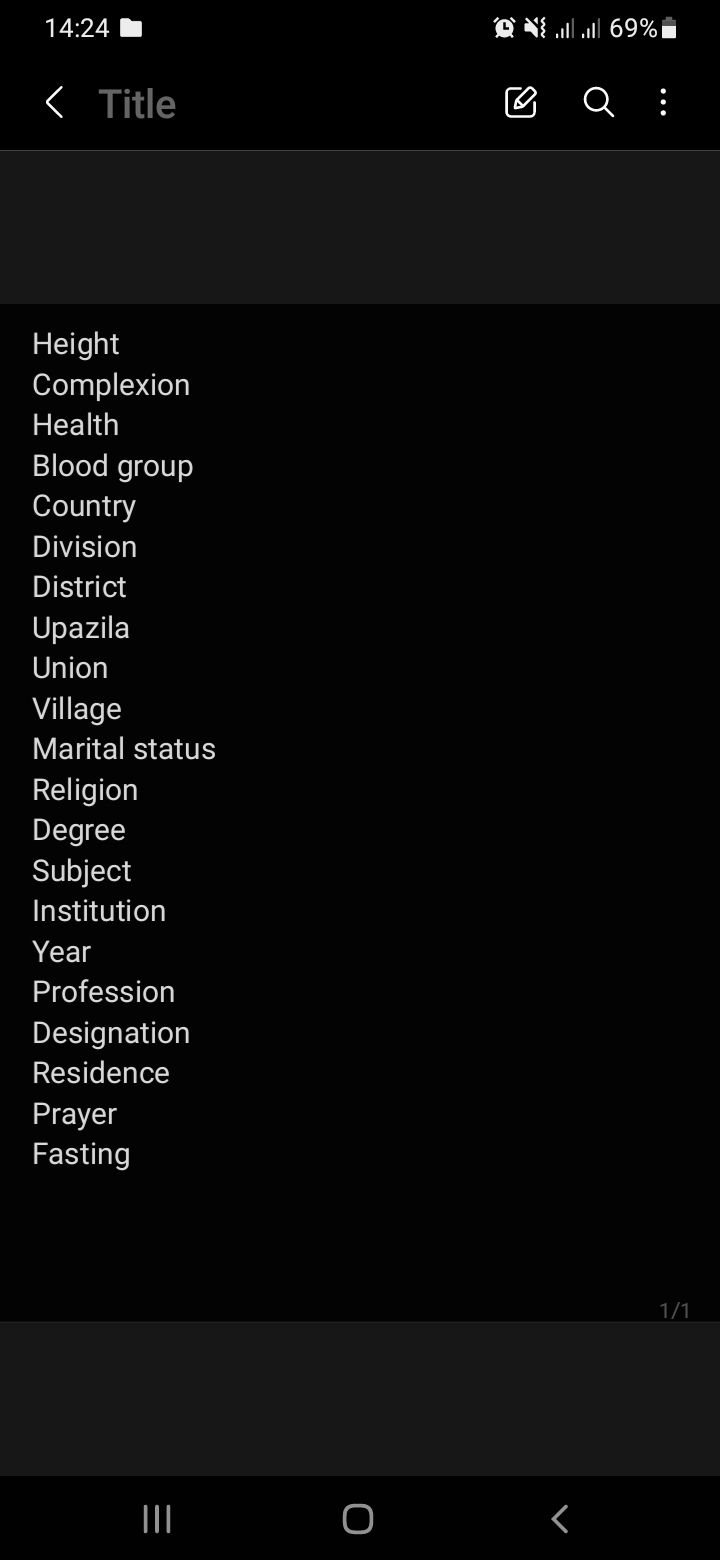 14:24
69%
Title
Height
Complexion
Health
Blood group
Country
Division
District
Upazila
Union
Village
Marital status
Religion
Degree
Subject
Institution
Year
Profession
Designation
Residence
Prayer
Fasting
1/1